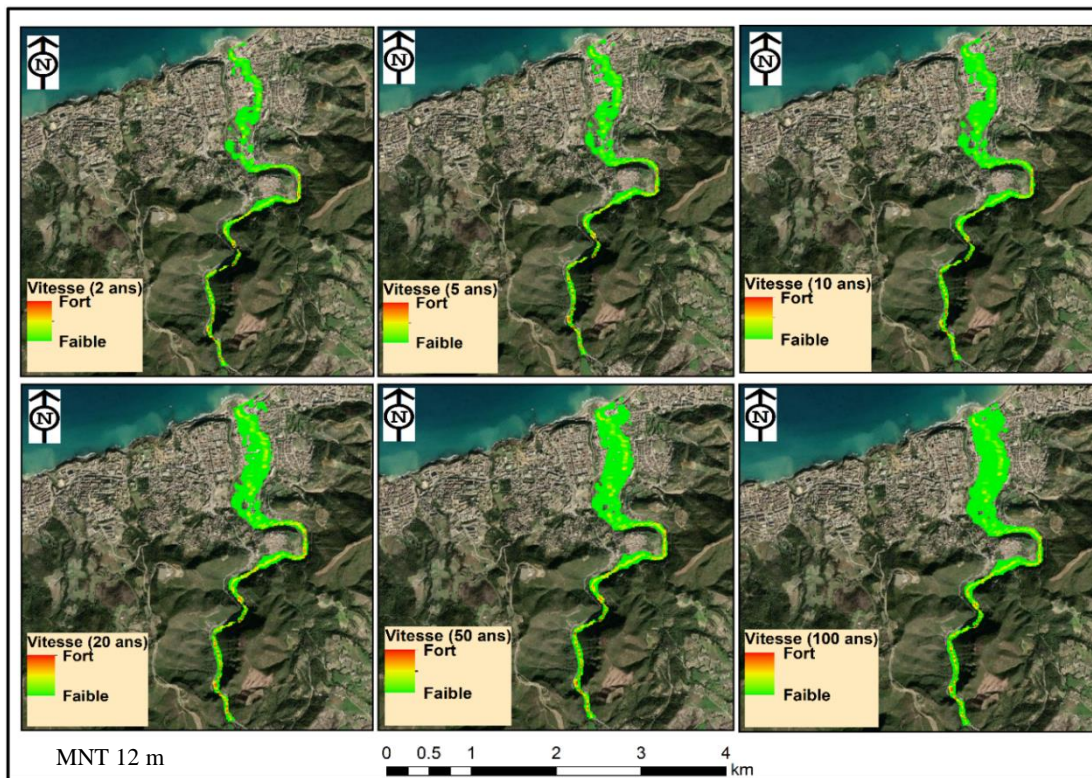 N
N
N
Vitesse (2 ans)
Fort
Faible
Vitesse (5 ans)
Fort
Faible
Vitesse (10 ans)
Fort
Faible
N
N
N
Vitesse (20 ans)
Fort
Faible
Vitesse (50 ans)
Fort
Faible
Vitesse (100 ans)
Fort
Faible
MNT 12 m
0 0.5 1 2 3 4
km